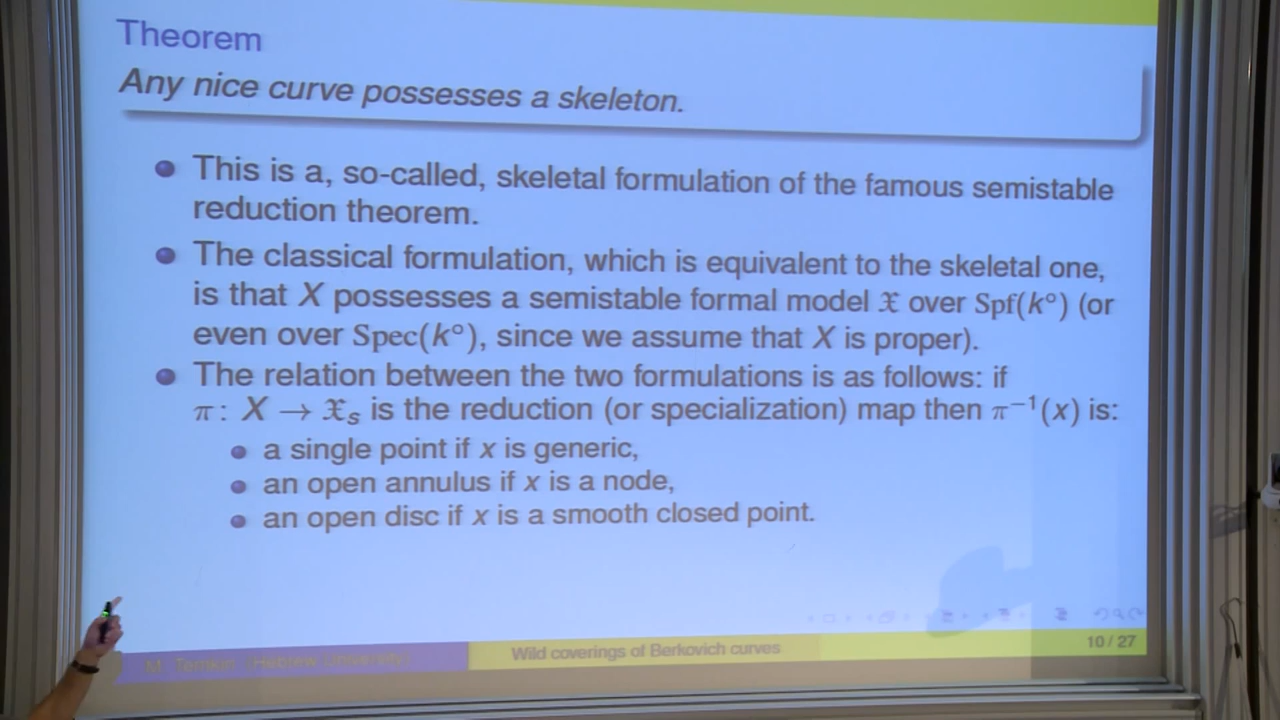 Theorem
Any nice curve possesses a skeleton.
This is a, so-called, skeletal formulation of the famous semistable
reduction theorem.
The classical formulation, which is equivalent to the skeletal one,
is that X possesses a semistable formal model 𝔛 over Spf(k°) (or
even over Spec(k°), since we assume that X is proper).
The relation between the two formulations is as follows: if
π: X → 𝔛ₛ is the reduction (or specialization) map then π⁻¹(x) is:
a single point if x is generic,
an open annulus if x is a node,
an open disc if x is a smooth closed point.
M. Temkin (Hebrew University)
Wild coverings of Berkovich curves
10 / 27